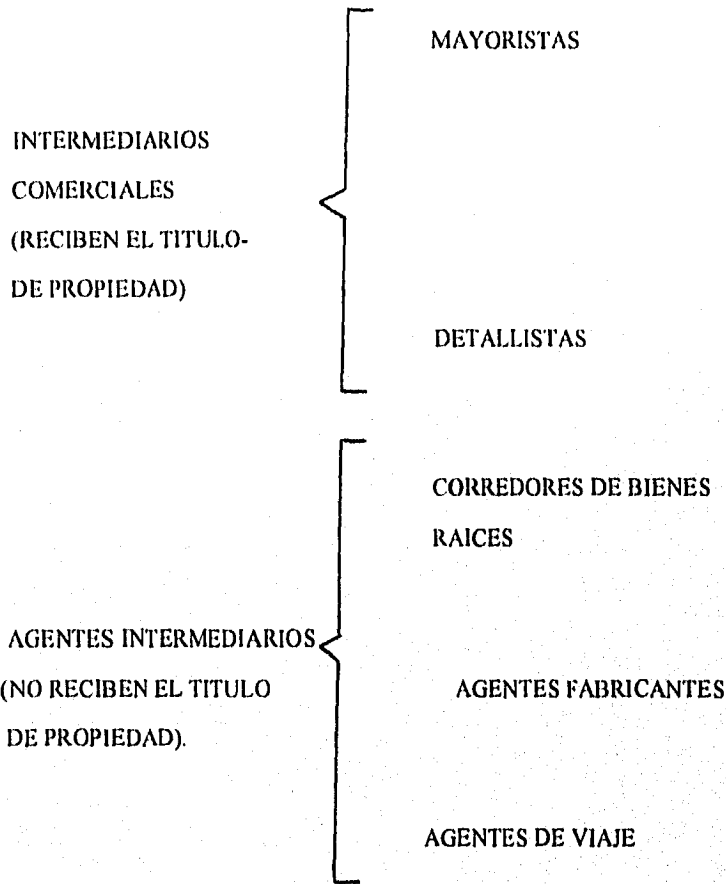 INTERMEDIARIOS
COMERCIALES
(RECIBEN EL TITULO-
DE PROPIEDAD)
MAYORISTAS
DETALLISTAS
AGENTES INTERMEDIARIOS
(NO RECIBEN EL TITULO
DE PROPIEDAD).
CORREDORES DE BIENES
RAICES
AGENTES FABRICANTES
AGENTES DE VIAJE